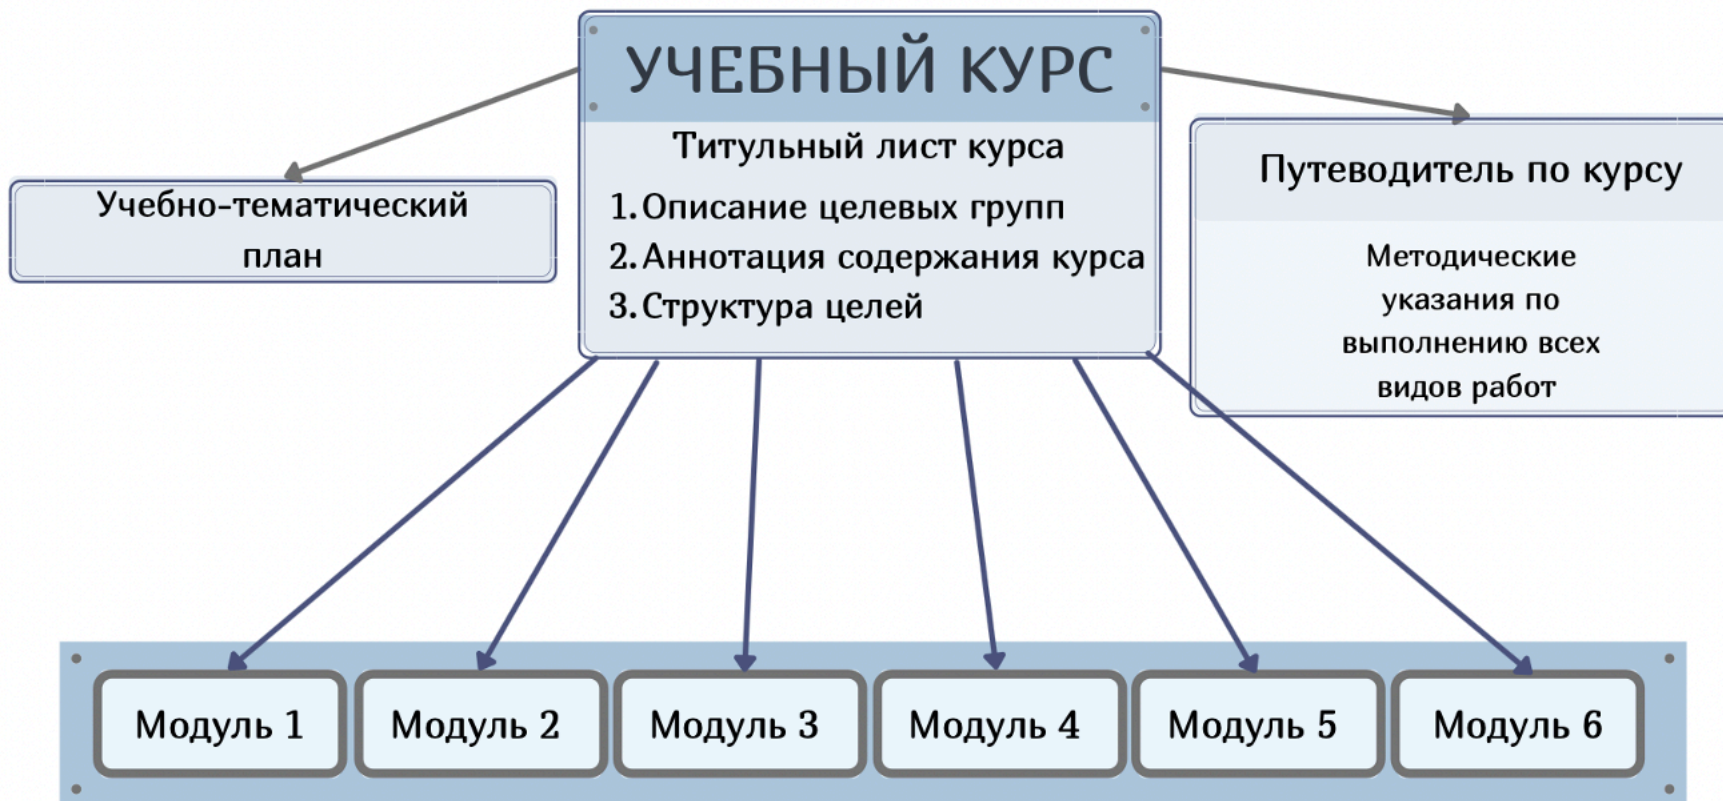 УЧЕБНЫЙ КУРС
Титульный лист курса
1. Описание целевых групп
2. Аннотация содержания курса
3. Структура целей
Учебно-тематический
план
Путеводитель по курсу
Методические
указания по
выполнению всех
видов работ
Модуль 1
Модуль 2
Модуль 3
Модуль 4
Модуль 5
Модуль 6